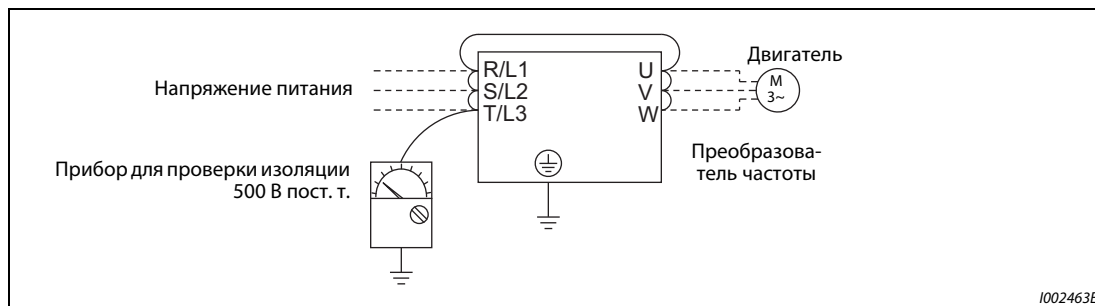 Двигатель
R/L1
S/L2
T/L3
U
V
W
M
3~
Напряжение питания
Прибор для проверки изоляции
500 В пост. т.
Преобразова-
тель частоты
I002463E